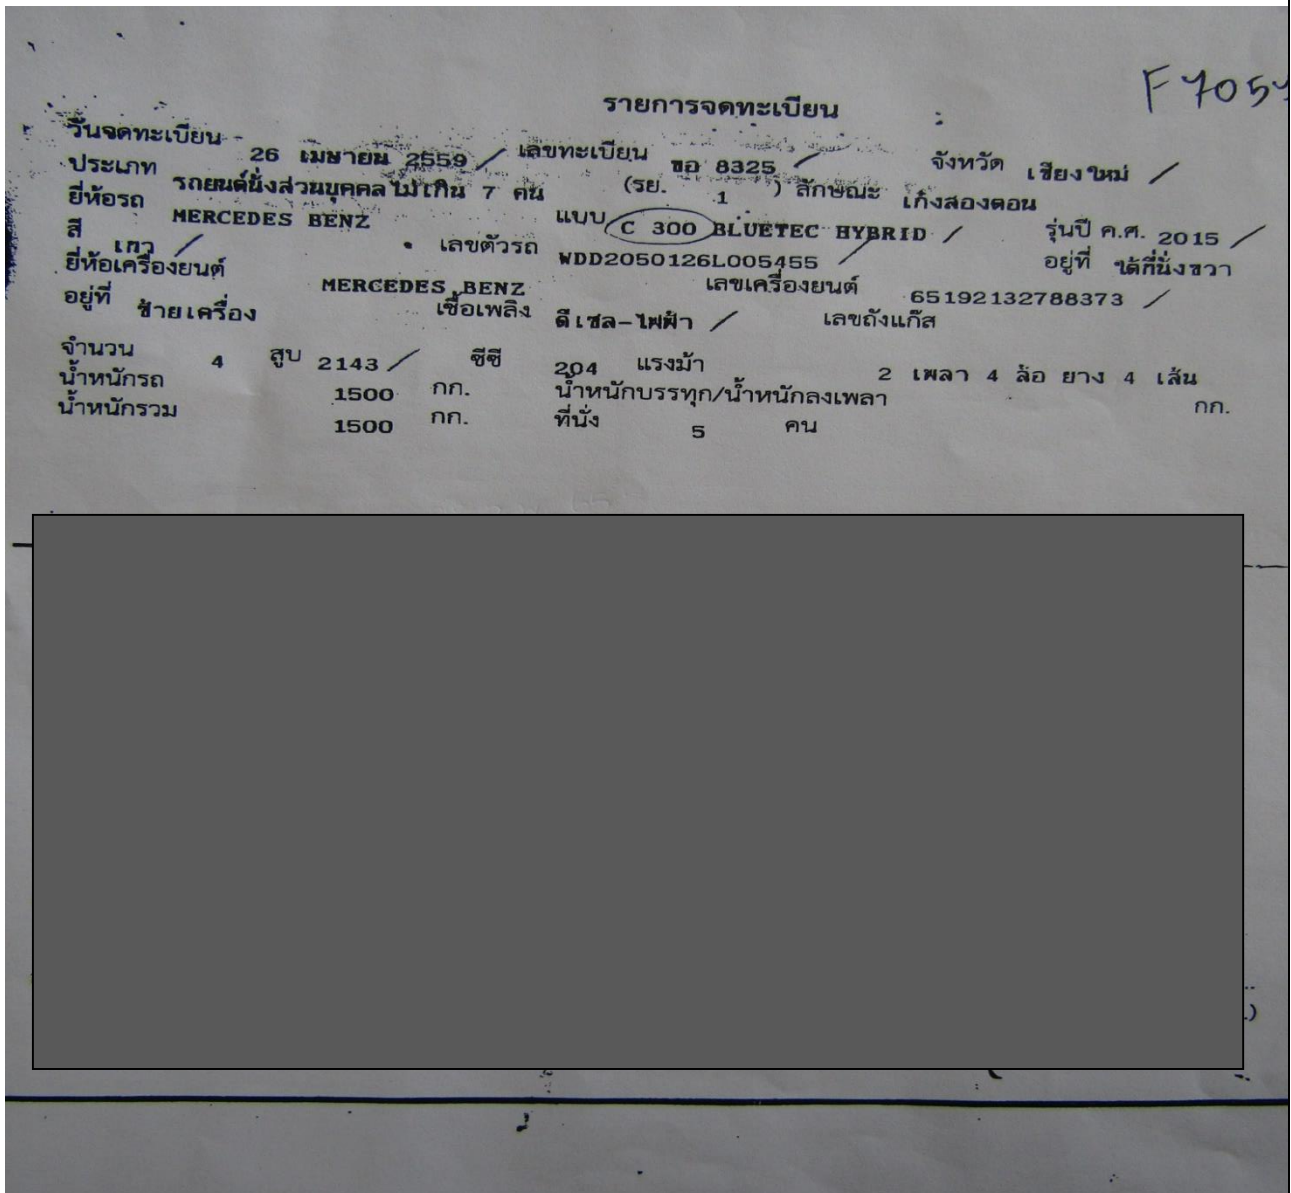 F 705
รายการจดทะเบียน
วันจดทะเบียน 26 เมษายน 2559 เลขทะเบียน ขอ 8325 จังหวัด เชียงใหม่
ประเภท รถยนต์นั่งส่วนบุคคลไม่เกิน 7 คน (รย. 1 ) ลักษณะ เก๋งสองตอน
ยี่ห้อรถ MERCEDES BENZ แบบ C 300 BLUETEC HYBRID รุ่นปี ค.ศ. 2015
สี เทา เลขตัวรถ WDD2050126L005455 อยู่ที่ ใต้ที่นั่งขวา
ยี่ห้อเครื่องยนต์ MERCEDES BENZ เลขเครื่องยนต์ 65192132788373
อยู่ที่ ซ้ายเครื่อง เชื้อเพลิง ดีเซล-ไฟฟ้า เลขถังแก๊ส
จำนวน 4 สูบ 2143 ซีซี 204 แรงม้า 2 เพลา 4 ล้อ ยาง 4 เส้น
น้ำหนักรถ 1500 กก. น้ำหนักบรรทุก/น้ำหนักลงเพลา กก.
น้ำหนักรวม 1500 กก. ที่นั่ง 5 คน